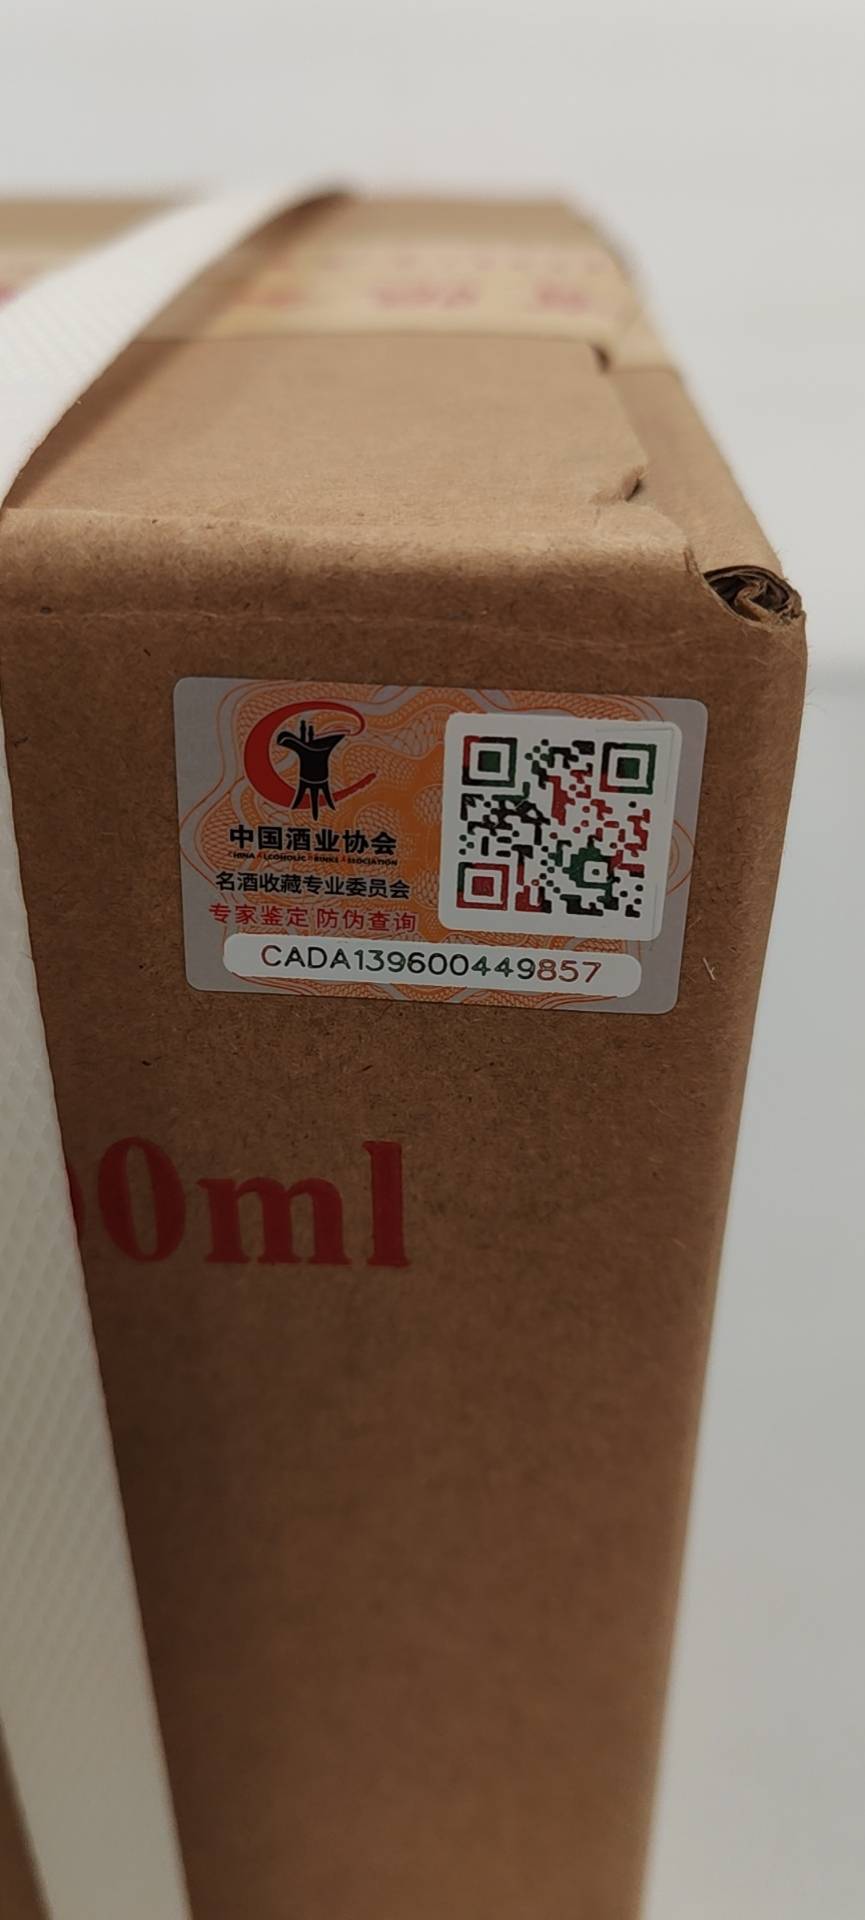 中国酒业协会
CHINA ALCOHOLIC DRINKS ASSOCIATION
名酒收藏专业委员会
专家鉴定 防伪查询
CADA139600449857
0ml